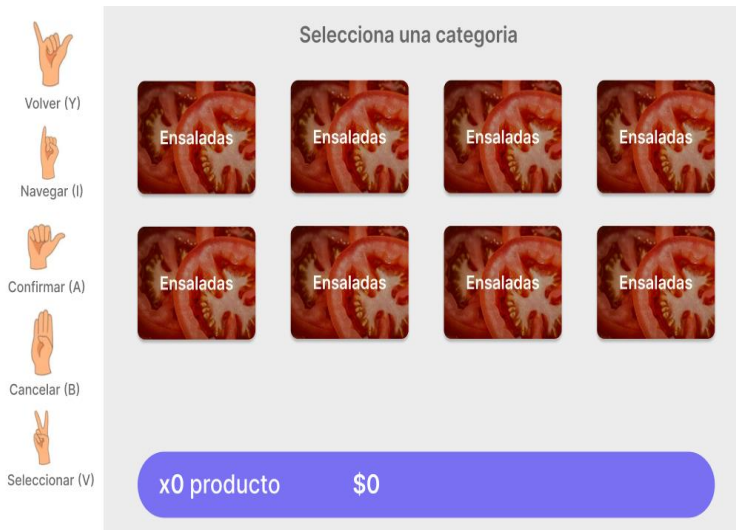 Selecciona una categoria
Volver (Y)
Navegar (I)
Confirmar (A)
Cancelar (B)
Seleccionar (V)
Ensaladas
Ensaladas
Ensaladas
Ensaladas
Ensaladas
Ensaladas
Ensaladas
Ensaladas
x0 producto
$0